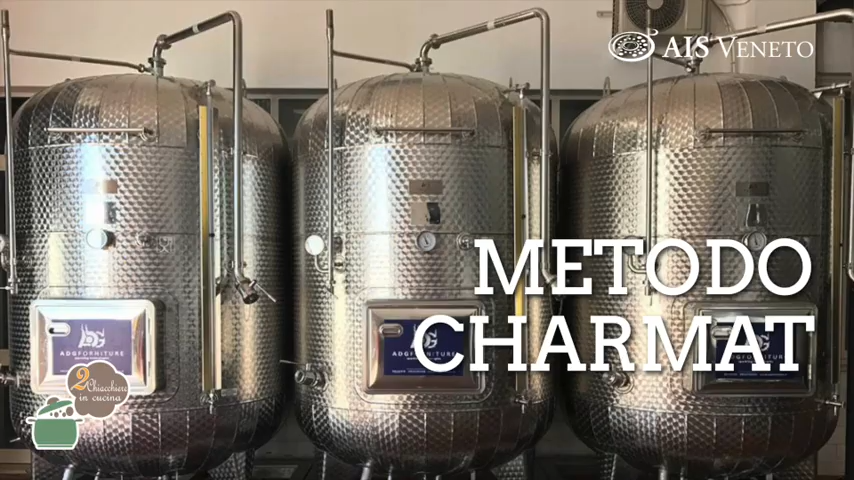 AIS VENETO
METODO
CHARMAT
ADGFORNITURE
ADGFORNITURE
2 Chiacchiere
in cucina